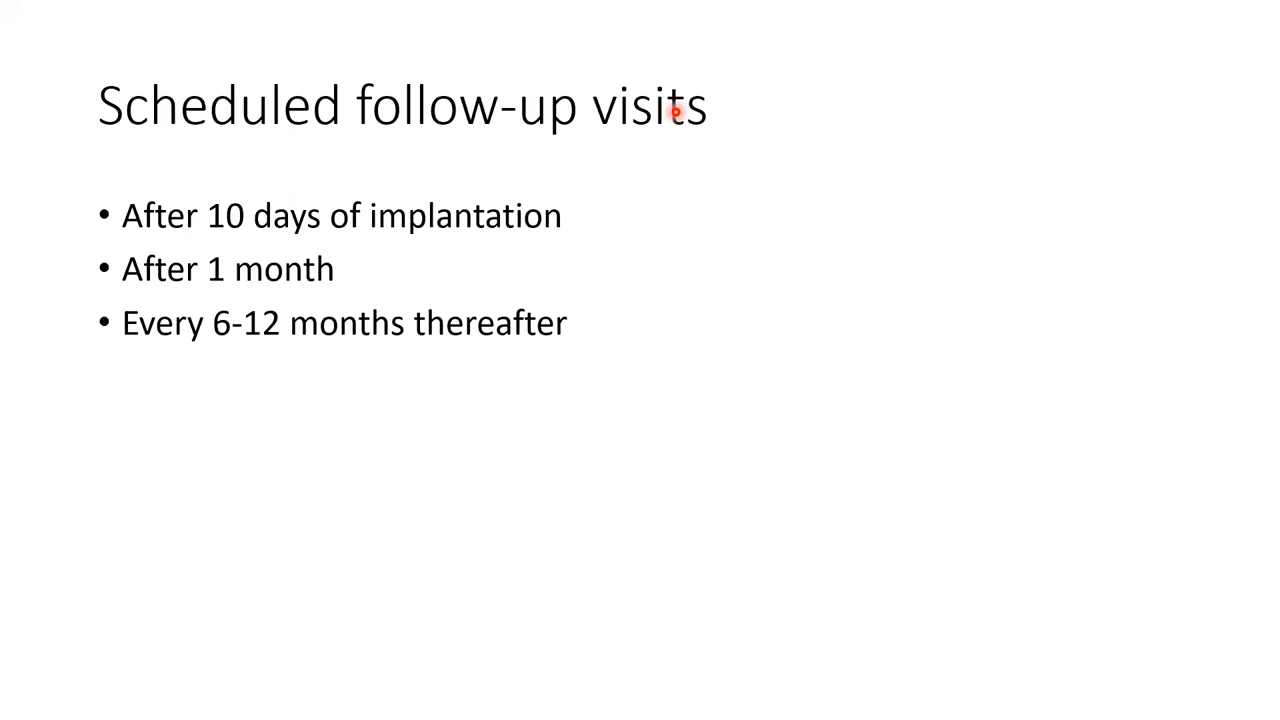 Scheduled follow-up visits
• After 10 days of implantation
• After 1 month
• Every 6-12 months thereafter